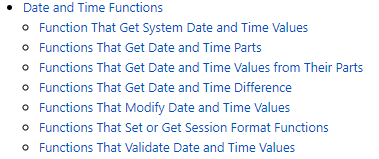 Date and Time Functions
Function That Get System Date and Time Values
Functions That Get Date and Time Parts
Functions That Get Date and Time Values from Their Parts
Functions That Get Date and Time Difference
Functions That Modify Date and Time Values
Functions That Set or Get Session Format Functions
Functions That Validate Date and Time Values